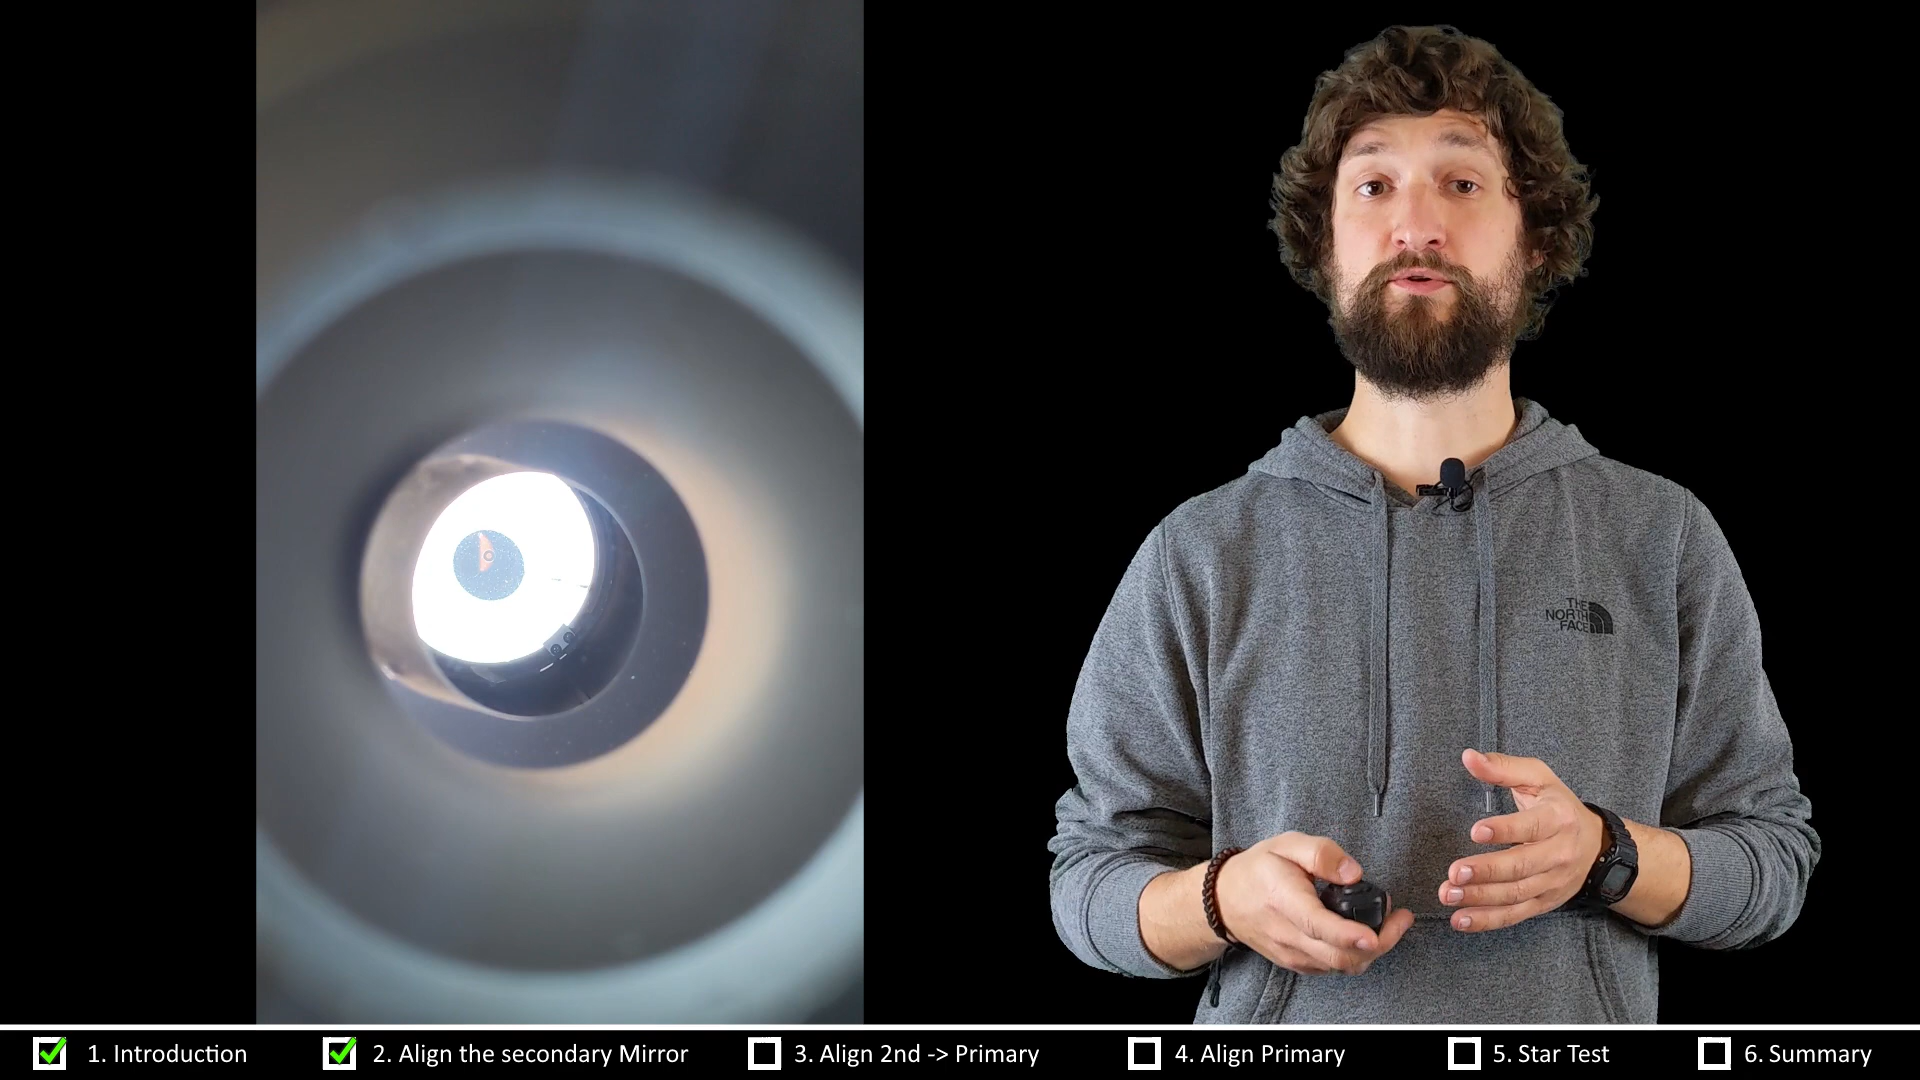 THE
NORTH
FACE
1. Introduction
2. Align the secondary Mirror
3. Align 2nd -> Primary
4. Align Primary
5. Star Test
6. Summary